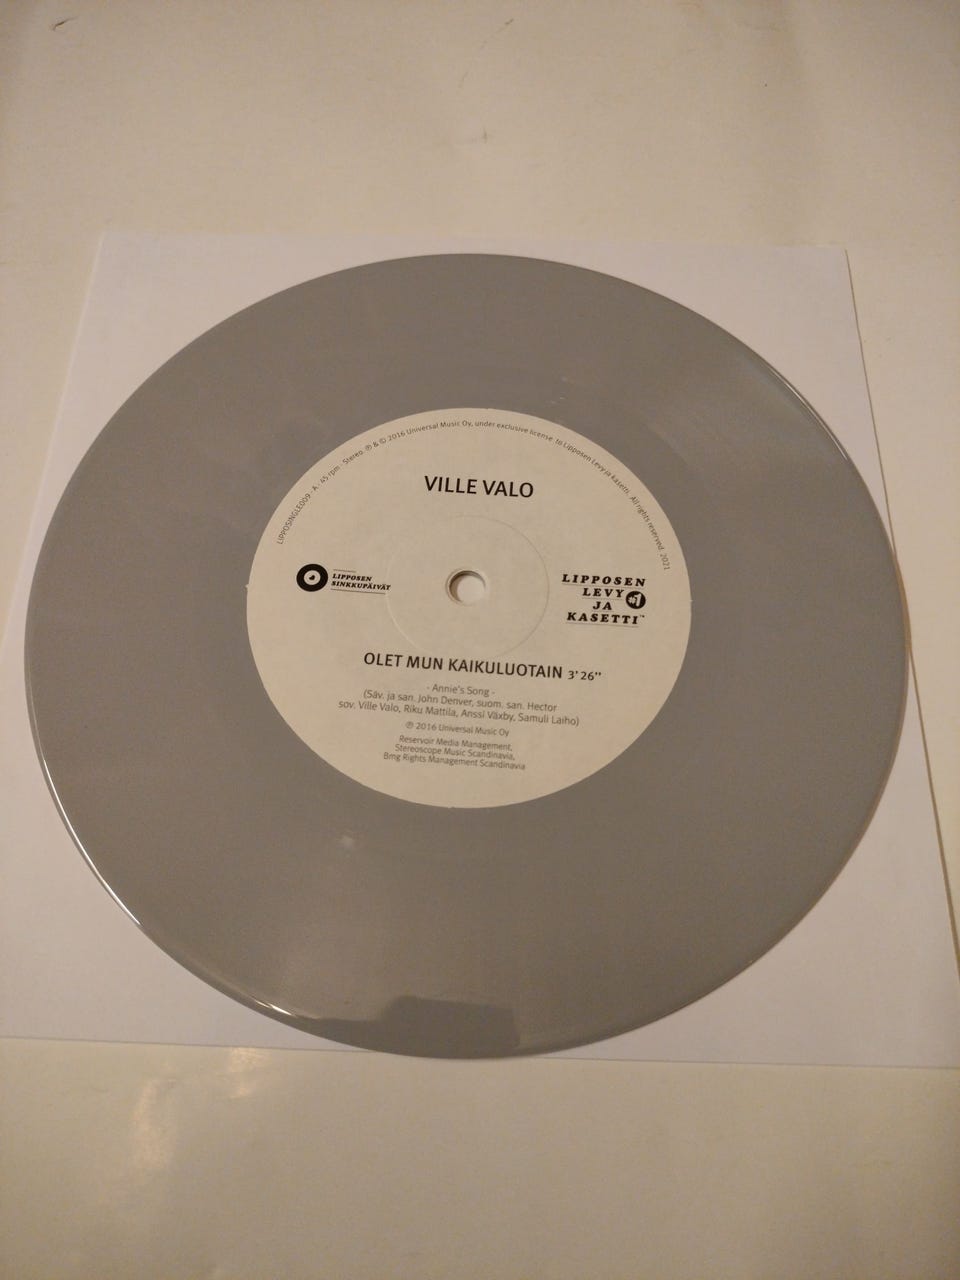 LIPPOSINGLE009 - A - 45 rpm - Stereo ℗ & © 2016 Universal Music Oy, under exclusive license to Lipposen Levy ja Kasetti. All rights reserved. 2021
VILLE VALO
LIPPOSEN
SINKKUPÄIVÄT
LIPPOSEN
LEVY #1
JA
KASETTI™
OLET MUN KAIKULUOTAIN 3'26"
- Annie's Song -
(Säv. ja san. John Denver, suom. san. Hector
sov. Ville Valo, Riku Mattila, Anssi Växby, Samuli Laiho)
℗ 2016 Universal Music Oy
Reservoir Media Management,
Stereoscope Music Scandinavia,
Bmg Rights Management Scandinavia